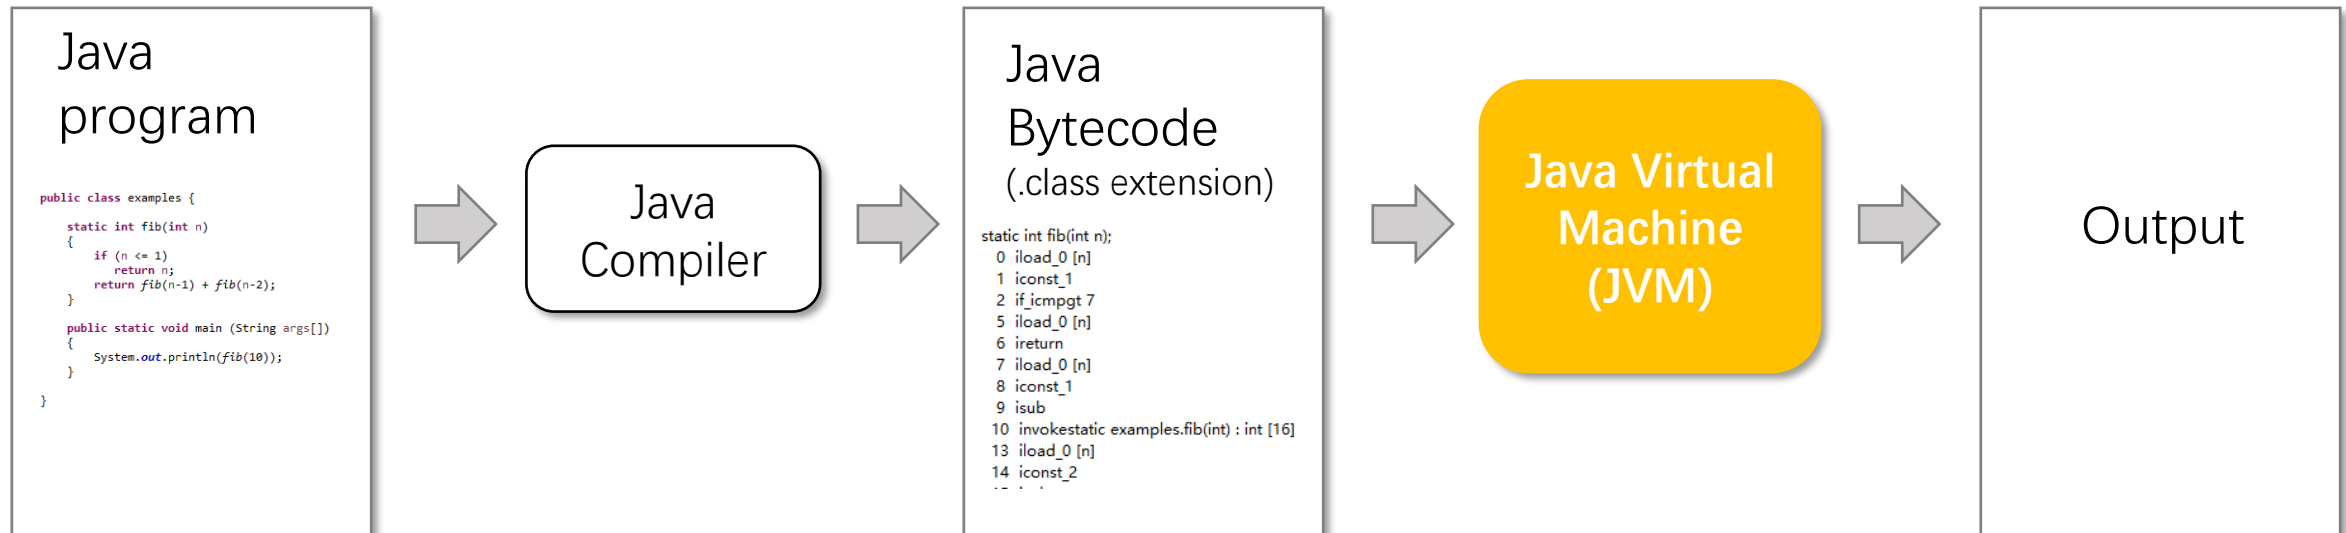 Java
program
public class examples {
static int fib(int n)
{
if (n <= 1)
return n;
return fib(n-1) + fib(n-2);
}
public static void main (String args[])
{
System.out.println(fib(10));
}
}
Java
Compiler
Java
Bytecode
(.class extension)
static int fib(int n);
0 iload_0 [n]
1 iconst_1
2 if_icmpgt 7
5 iload_0 [n]
6 ireturn
7 iload_0 [n]
8 iconst_1
9 isub
10 invokestatic examples.fib(int) : int [16]
13 iload_0 [n]
14 iconst_2
Java Virtual
Machine
(JVM)
Output